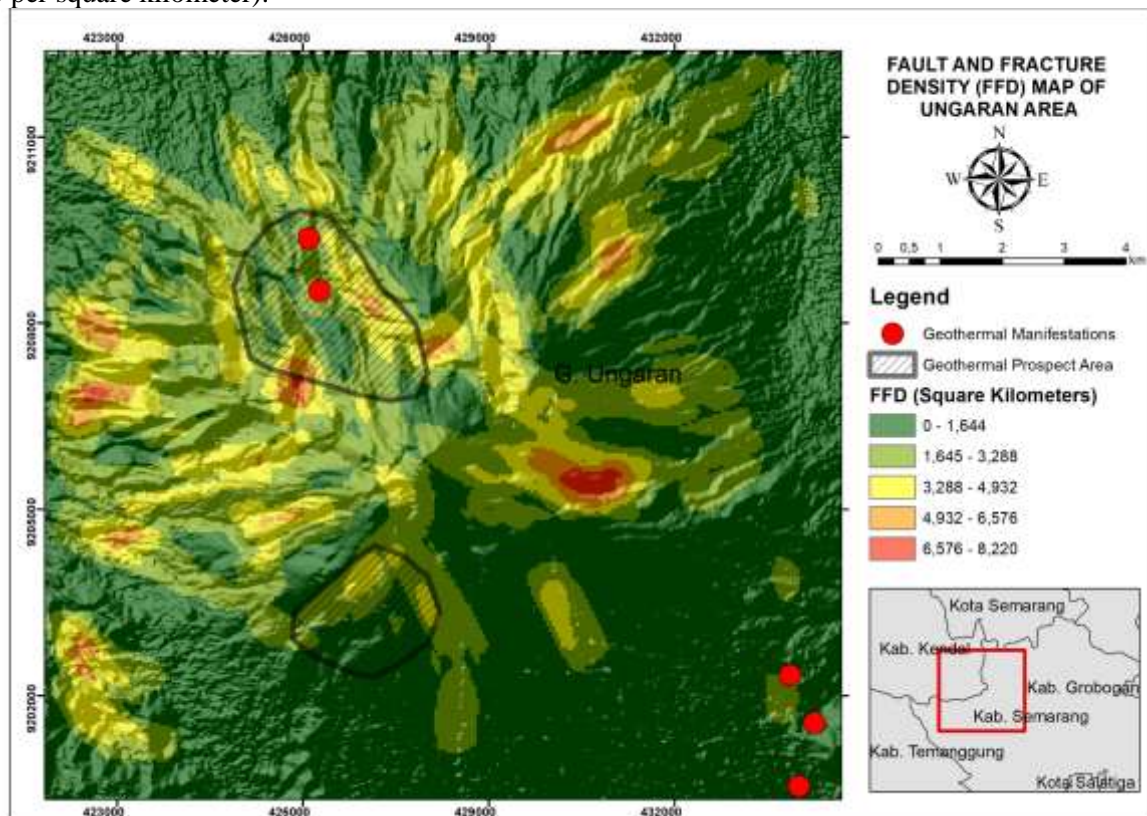 per square kilometer).
423000 426000 429000 432000
9211000
9208000
9205000
9202000
G. Ungaran
423000 426000 429000 432000
FAULT AND FRACTURE
DENSITY (FFD) MAP OF
UNGARAN AREA
N
W E
S
0 0,5 1 2 3 4
km
Legend
Geothermal Manifestations
Geothermal Prospect Area
FFD (Square Kilometers)
0 - 1,644
1,645 - 3,288
3,288 - 4,932
4,932 - 6,576
6,576 - 8,220
Kota Semarang
Kab. Kendal
Kab. Grobogan
Kab. Semarang
Kab. Temanggung
Kota Salatiga